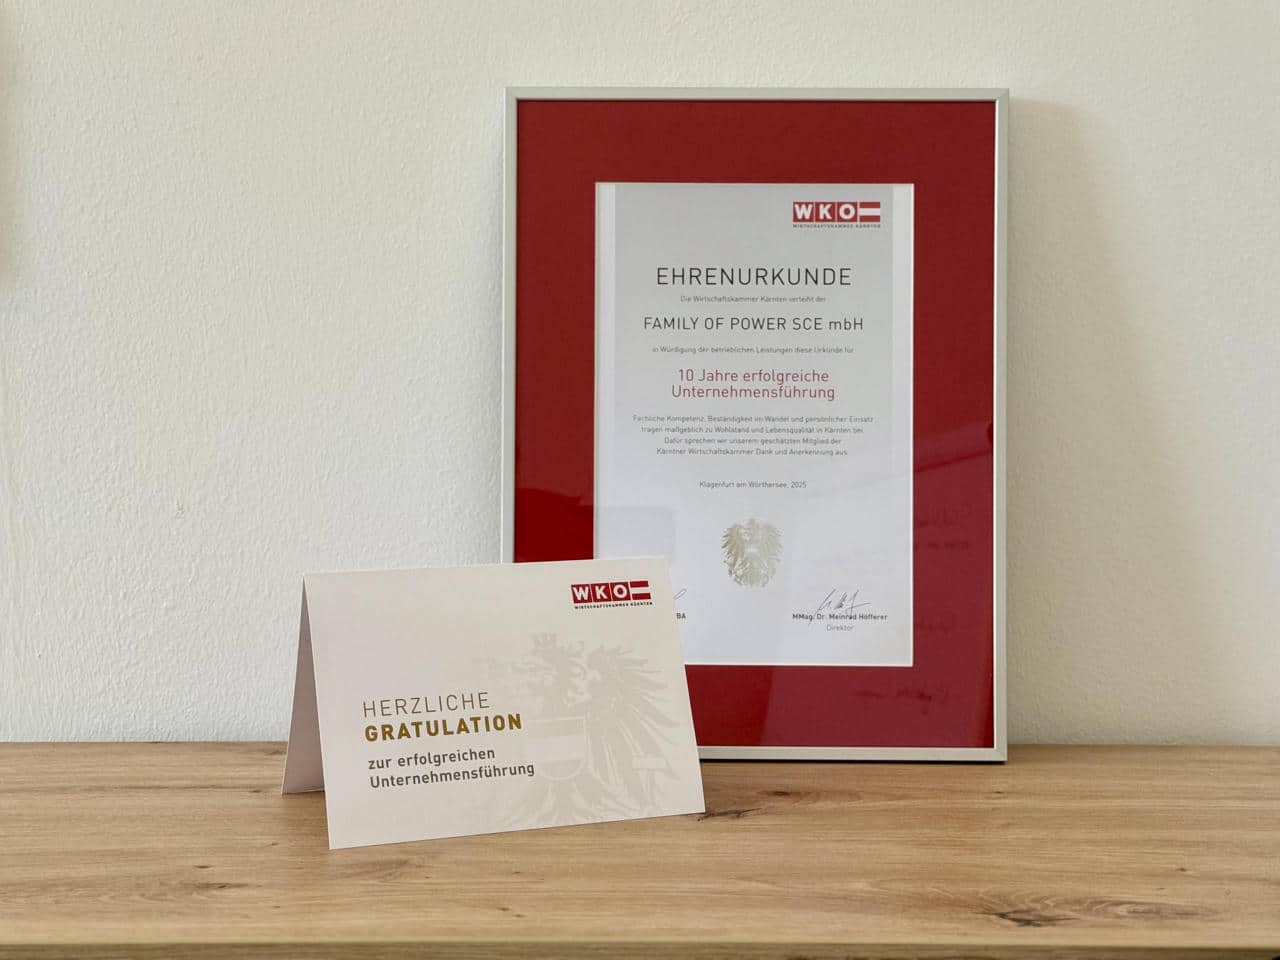 WKO
WIRTSCHAFTSKAMMER KÄRNTEN
EHRENURKUNDE
Die Wirtschaftskammer Kärnten verleiht der
FAMILY OF POWER SCE mbH
in Würdigung der betrieblichen Leistungen diese Urkunde für
10 Jahre erfolgreiche
Unternehmensführung
Fachliche Kompetenz, Beständigkeit im Wandel und persönlicher Einsatz
tragen maßgeblich zu Wohlstand und Lebensqualität in Kärnten bei.
Dafür sprechen wir unserem geschätzten Mitglied der
Kärntner Wirtschaftskammer Dank und Anerkennung aus.
Klagenfurt am Wörthersee, 2025
BA
MMag. Dr. Meinrad Höfferer
Direktor
WKO
WIRTSCHAFTSKAMMER KÄRNTEN
HERZLICHE
GRATULATION
zur erfolgreichen
Unternehmensführung